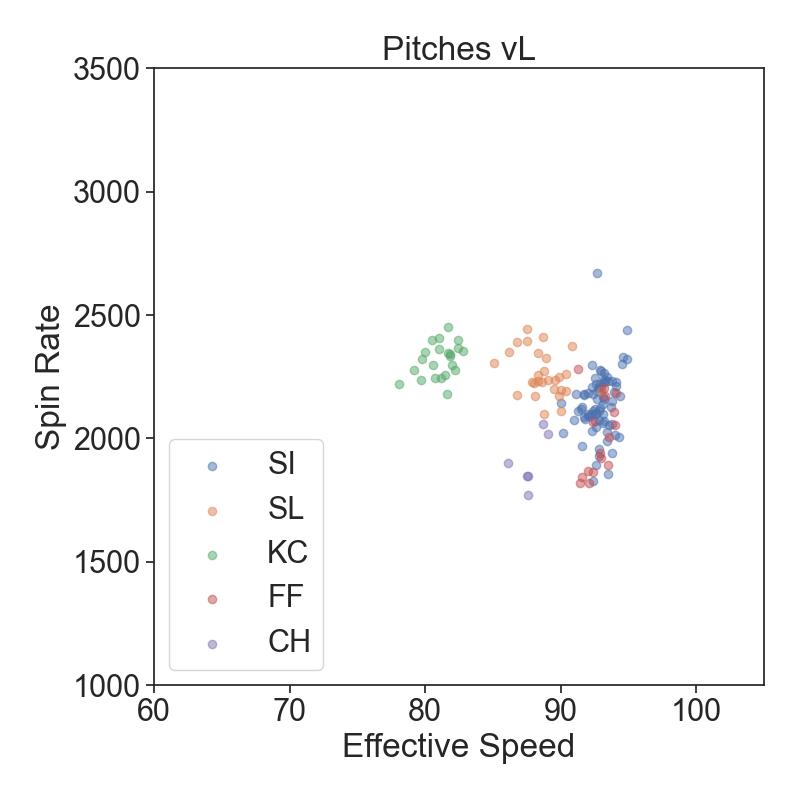 Pitches vL
3500
3000
2500
2000
1500
1000
Spin Rate
SI
SL
KC
FF
CH
60 70 80 90 100
Effective Speed